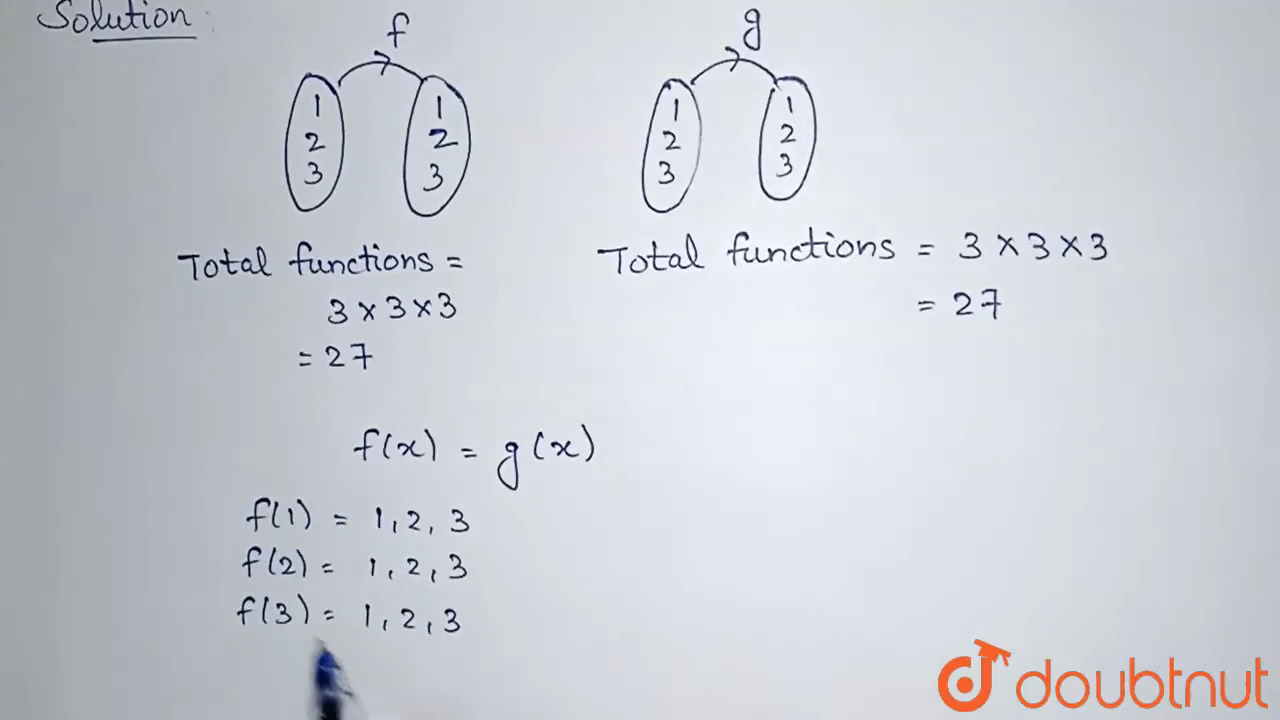 Solution :
f
g
1 1
2 2
3 3
1 1
2 2
3 3
Total functions =
3 × 3 × 3
= 27
Total functions = 3 × 3 × 3
= 27
f(x) = g(x)
f(1) = 1, 2, 3
f(2) = 1, 2, 3
f(3) = 1, 2, 3
doubtnut